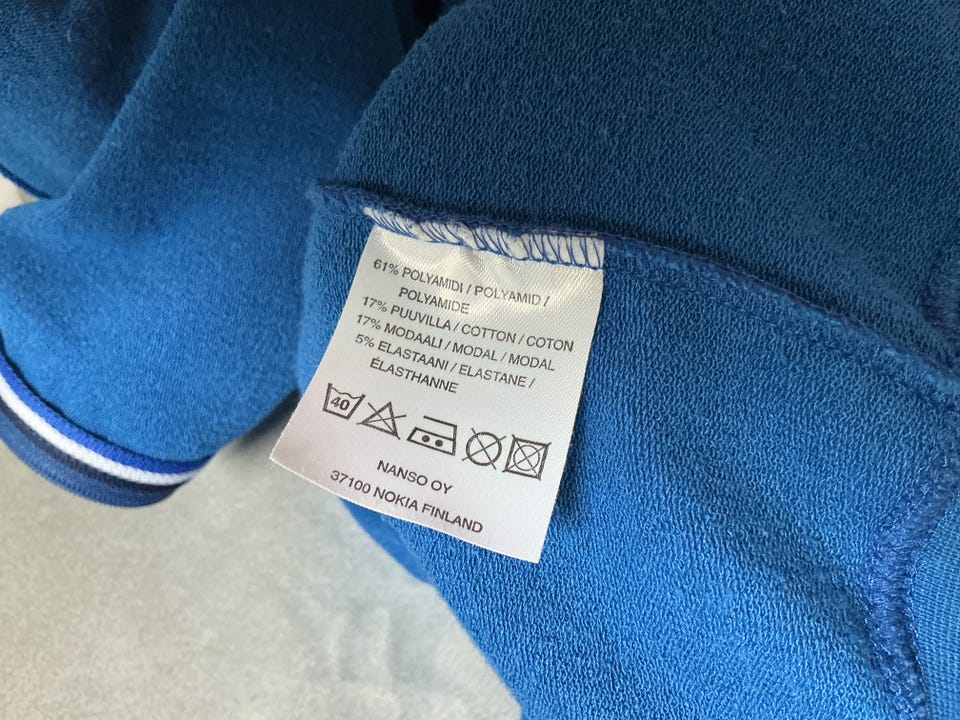 61% POLYAMIDI / POLYAMID /
POLYAMIDE
17% PUUVILLA / COTTON / COTON
17% MODAALI / MODAL / MODAL
5% ELASTAANI / ELASTANE /
ÉLASTHANNE
40
NANSO OY
37100 NOKIA FINLAND